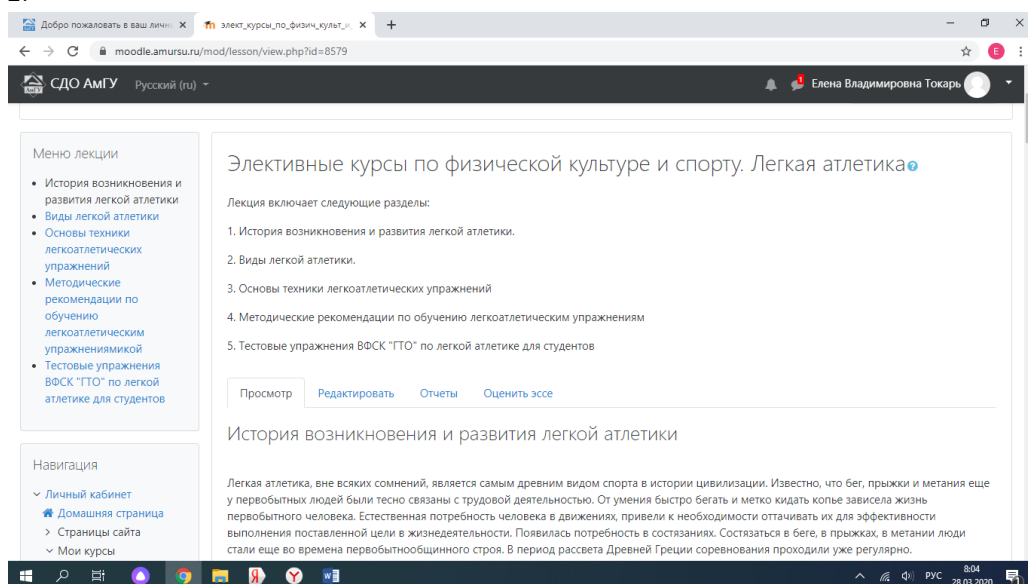 Добро пожаловать в ваш личн
элект_курсы_по_физич_культ_и
moodle.amursu.ru/mod/lesson/view.php?id=8579
E
СДО АмГУ
Русский (ru)
1
Елена Владимировна Токарь
Меню лекции
История возникновения и
развития легкой атлетики
Виды легкой атлетики
Основы техники
легкоатлетических
упражнений
Методические
рекомендации по
обучению
легкоатлетическим
упражнениямикой
Тестовые упражнения
ВФСК "ГТО" по легкой
атлетике для студентов
Навигация
Личный кабинет
Домашняя страница
Страницы сайта
Мои курсы
Элективные курсы по физической культуре и спорту. Легкая атлетика
Лекция включает следующие разделы:
1. История возникновения и развития легкой атлетики.
2. Виды легкой атлетики.
3. Основы техники легкоатлетических упражнений
4. Методические рекомендации по обучению легкоатлетическим упражнениям
5. Тестовые упражнения ВФСК "ГТО" по легкой атлетике для студентов
Просмотр Редактировать Отчеты Оценить эссе
История возникновения и развития легкой атлетики
Легкая атлетика, вне всяких сомнений, является самым древним видом спорта в истории цивилизации. Известно, что бег, прыжки и метания еще
у первобытных людей были тесно связаны с трудовой деятельностью. От умения быстро бегать и метко кидать копье зависела жизнь
первобытного человека. Естественная потребность человека в движениях, привели к необходимости оттачивать их для эффективности
выполнения поставленной цели в жизнедеятельности. Появилась потребность в состязаниях. Состязаться в беге, в прыжках, в метании люди
стали еще во времена первобытнообщинного строя. В период рассвета Древней Греции соревнования проходили уже регулярно.
РУС
8:04
28.03.2020